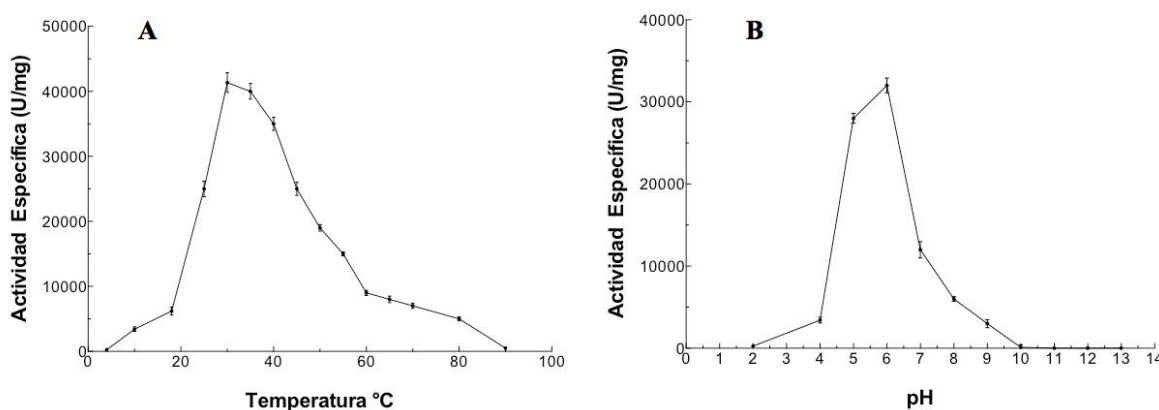 A
Actividad Específica (U/mg)
50000
40000
30000
20000
10000
0
0 20 40 60 80 100
Temperatura °C
B
Actividad Específica (U/mg)
40000
30000
20000
10000
0
0 1 2 3 4 5 6 7 8 9 10 11 12 13 14
pH